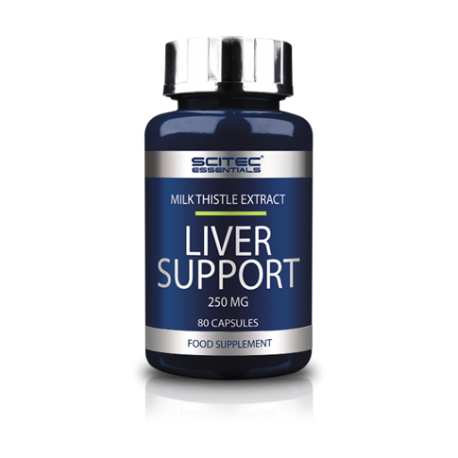 SCITEC
ESSENTIALS
MILK THISTLE EXTRACT
LIVER
SUPPORT
250 MG
80 CAPSULES
FOOD SUPPLEMENT